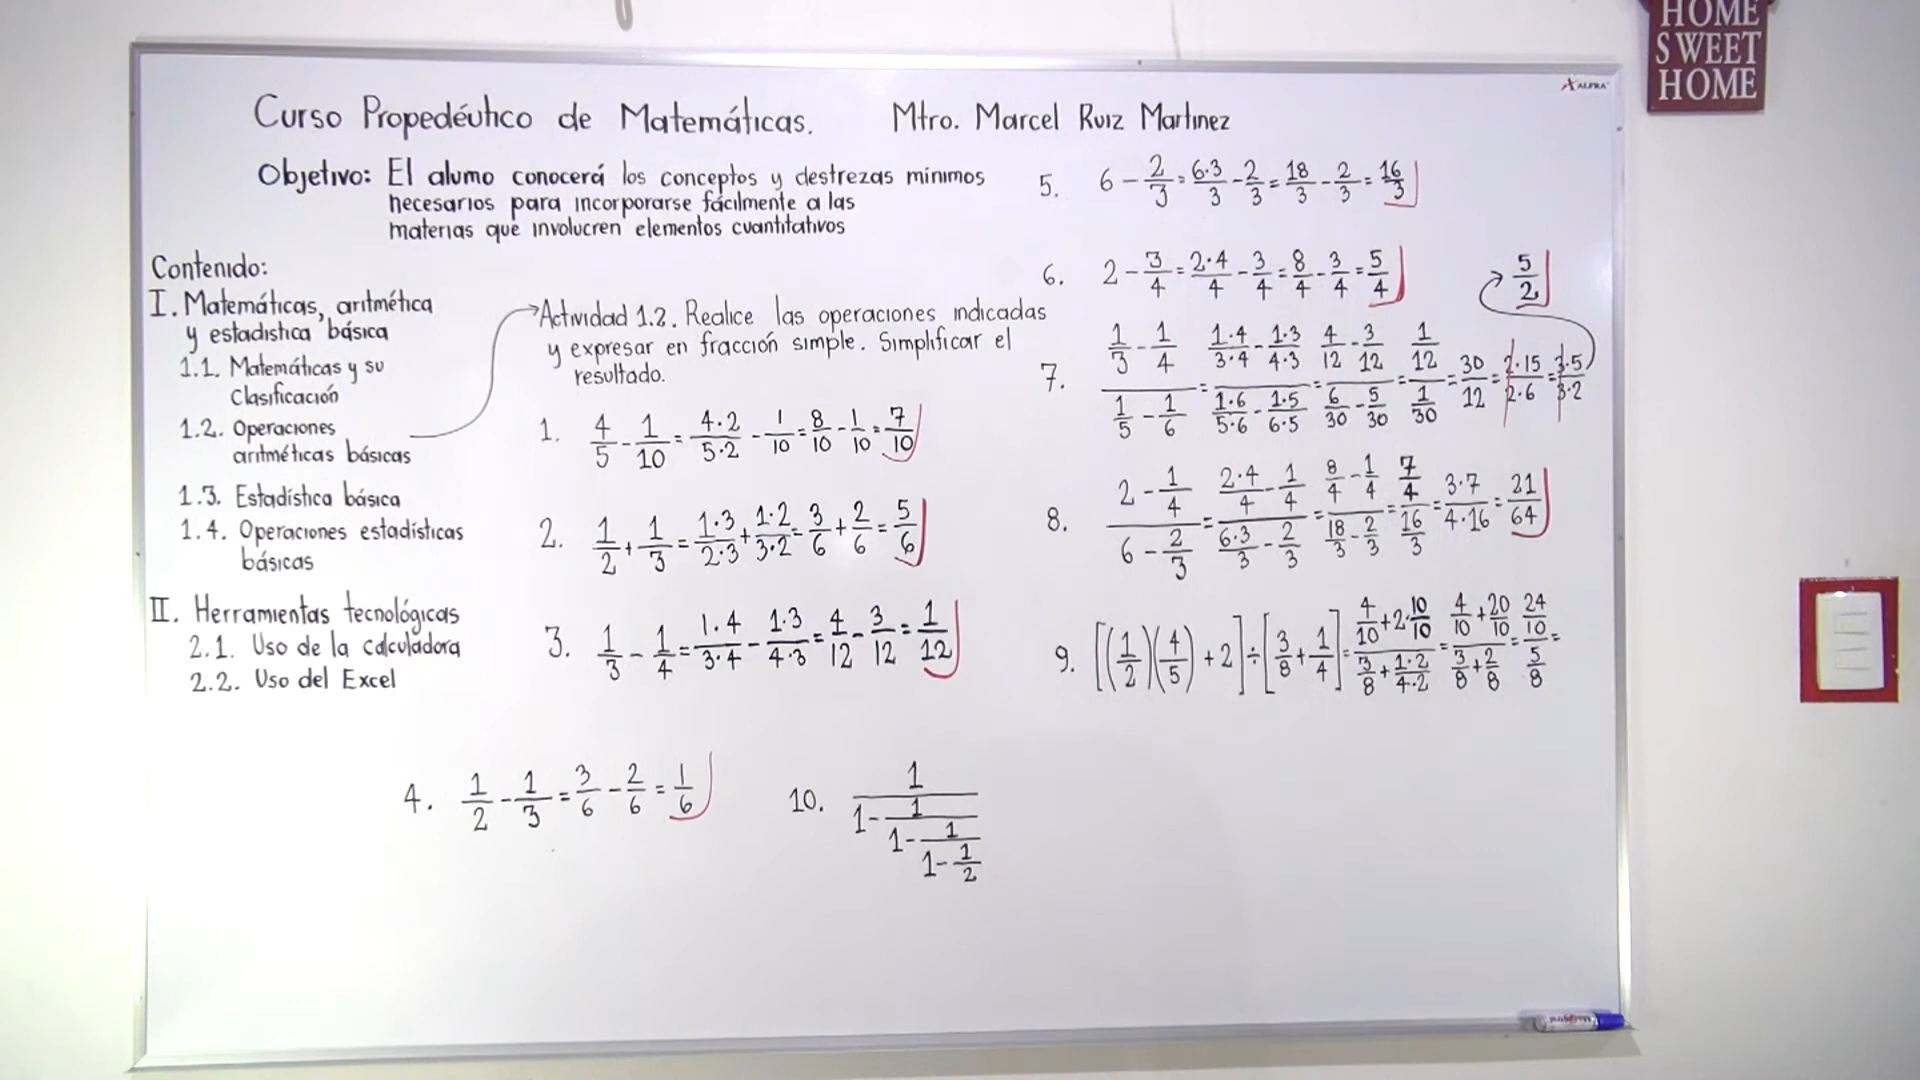 HOME
SWEET
HOME
ALFRA
Curso Propedéutico de Matemáticas. Mtro. Marcel Ruiz Martinez
Objetivo: El alumo conocerá los conceptos y destrezas mínimos
necesarios para incorporarse fácilmente a las
materias que involucren elementos cuantitativos
Contenido:
I. Matemáticas, aritmética
y estadistica básica
1.1. Matemáticas y su
Clasificación
1.2. Operaciones
aritméticas básicas
1.3. Estadística básica
1.4. Operaciones estadísticas
básicas
II. Herramientas tecnológicas
2.1. Uso de la calculadora
2.2. Uso del Excel
Actividad 1.2. Realice las operaciones indicadas
y expresar en fracción simple. Simplificar el
resultado.
1. 4/5 - 1/10 = 4·2/5·2 - 1/10 = 8/10 - 1/10 = 7/10
2. 1/2 + 1/3 = 1·3/2·3 + 1·2/3·2 = 3/6 + 2/6 = 5/6
3. 1/3 - 1/4 = 1·4/3·4 - 1·3/4·3 = 4/12 - 3/12 = 1/12
4. 1/2 - 1/3 = 3/6 - 2/6 = 1/6
5. 6 - 2/3 = 6·3/3 - 2/3 = 18/3 - 2/3 = 16/3
6. 2 - 3/4 = 2·4/4 - 3/4 = 8/4 - 3/4 = 5/4
7. (1/3 - 1/4)/(1/5 - 1/6) = (1·4/3·4 - 1·3/4·3)/(1·6/5·6 - 1·5/6·5) = (4/12 - 3/12)/(6/30 - 5/30) = (1/12)/(1/30) = 30/12 = 2·15/2·6 = 3·5/3·2
5/2
8. (2 - 1/4)/(6 - 2/3) = (2·4/4 - 1/4)/(6·3/3 - 2/3) = (8/4 - 1/4)/(18/3 - 2/3) = (7/4)/(16/3) = 3·7/4·16 = 21/64
9. [(1/2)(4/5) + 2] ÷ [3/8 + 1/4] = (4/10 + 2·10/10)/(3/8 + 1·2/4·2) = (4/10 + 20/10)/(3/8 + 2/8) = (24/10)/(5/8) =
10. 1/(1 - 1/(1 - 1/(1 - 1/2)))